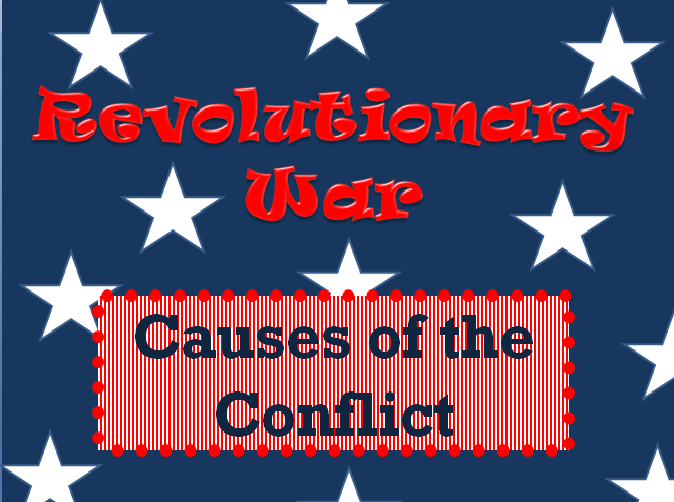 Revolutionary
War
Causes of the
Conflict